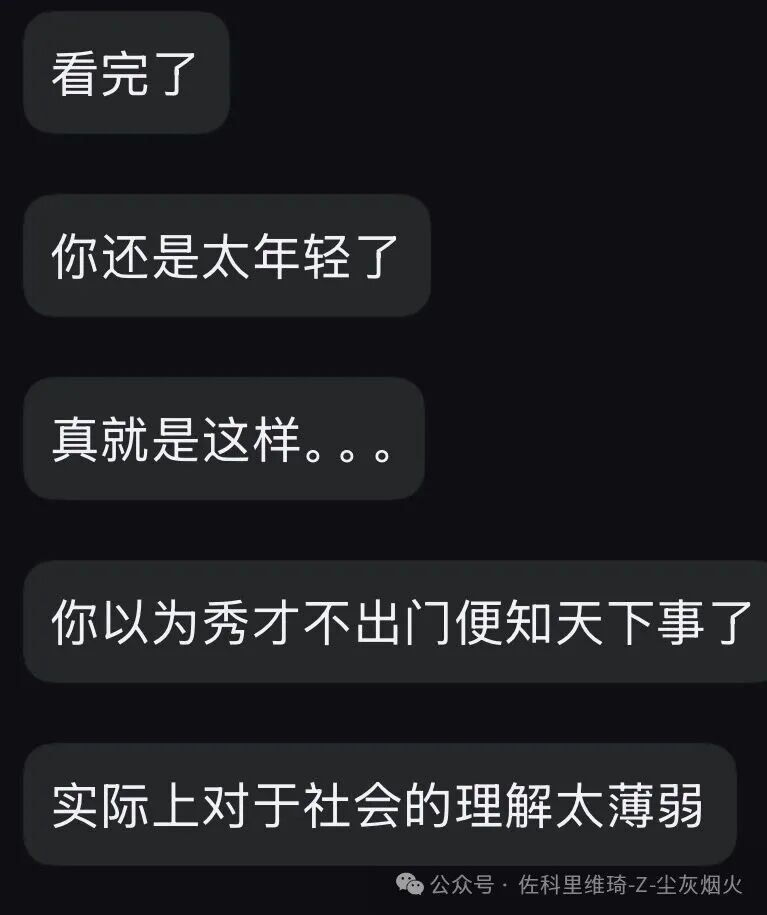 看完了
你还是太年轻了
真就是这样。。。
你以为秀才不出门便知天下事了
实际上对于社会的理解太薄弱
公众号 · 佐科里维琦-Z-尘灰烟火